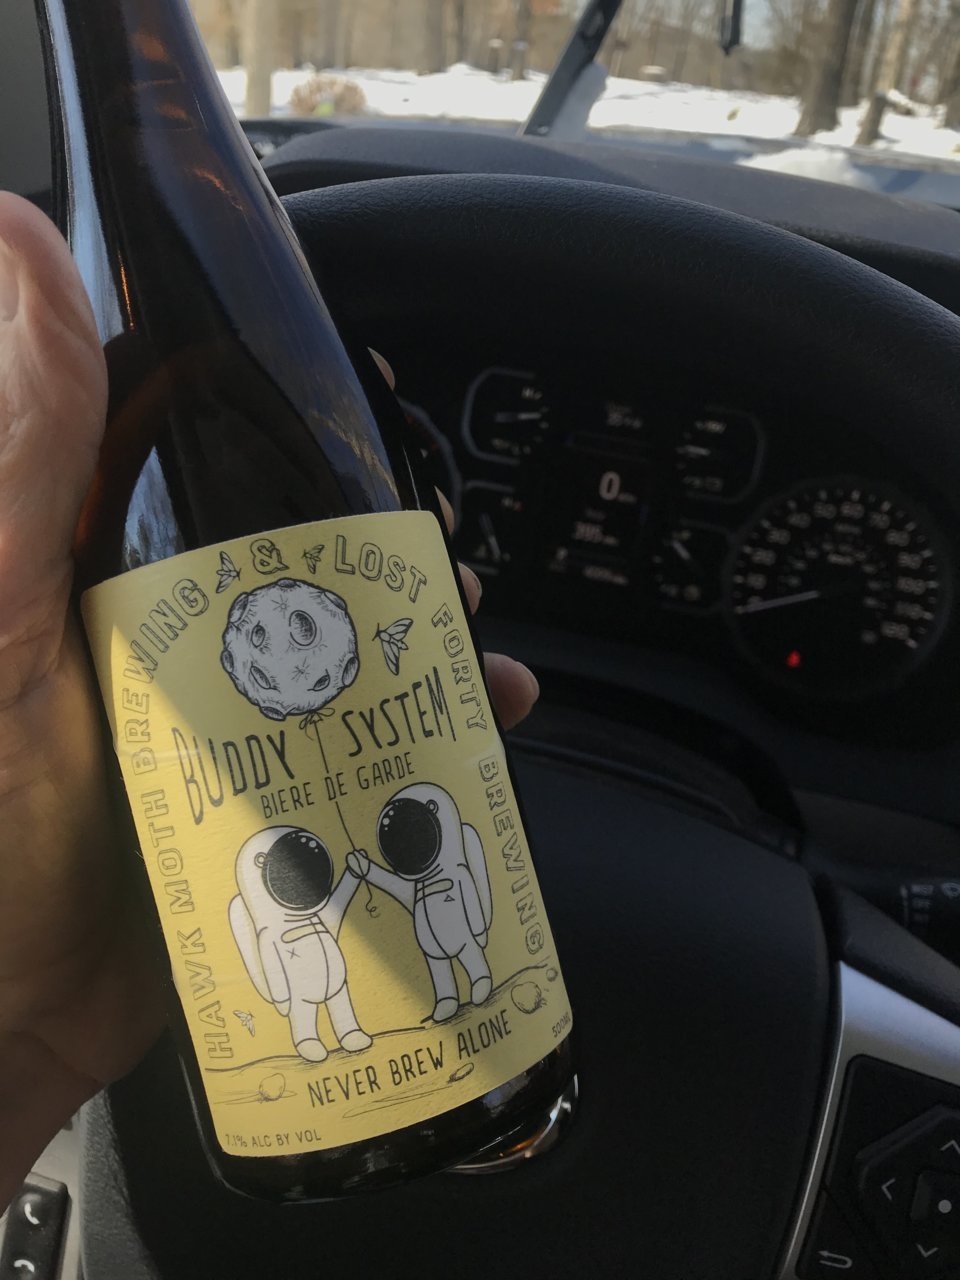 HAWK MOTH BREWING & LOST FORTY BREWING
BUDDY SYSTEM
BIERE DE GARDE
NEVER BREW ALONE
7.1% ALC BY VOL
500ML
0